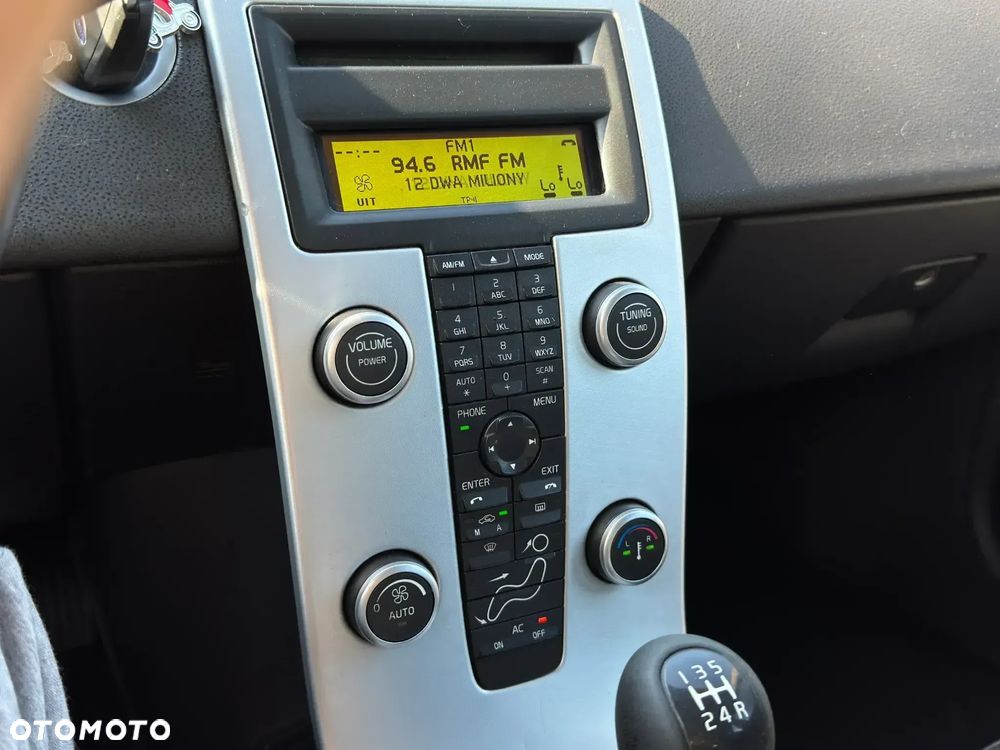 FM1
--:--
94.6 RMF FM
12 DWA MILIONY
Lo Lo
TP-((
AM/FM MODE
1 2 3
ABC DEF
4 5 6
GHI JKL MNO
VOLUME
POWER
TUNING
SOUND
7 8 9
PQRS TUV WXYZ
AUTO 0 SCAN
* + #
PHONE MENU
ENTER EXIT
M A
L R
0 AUTO
AC
ON OFF
1 3 5
2 4 R
OTOMOTO